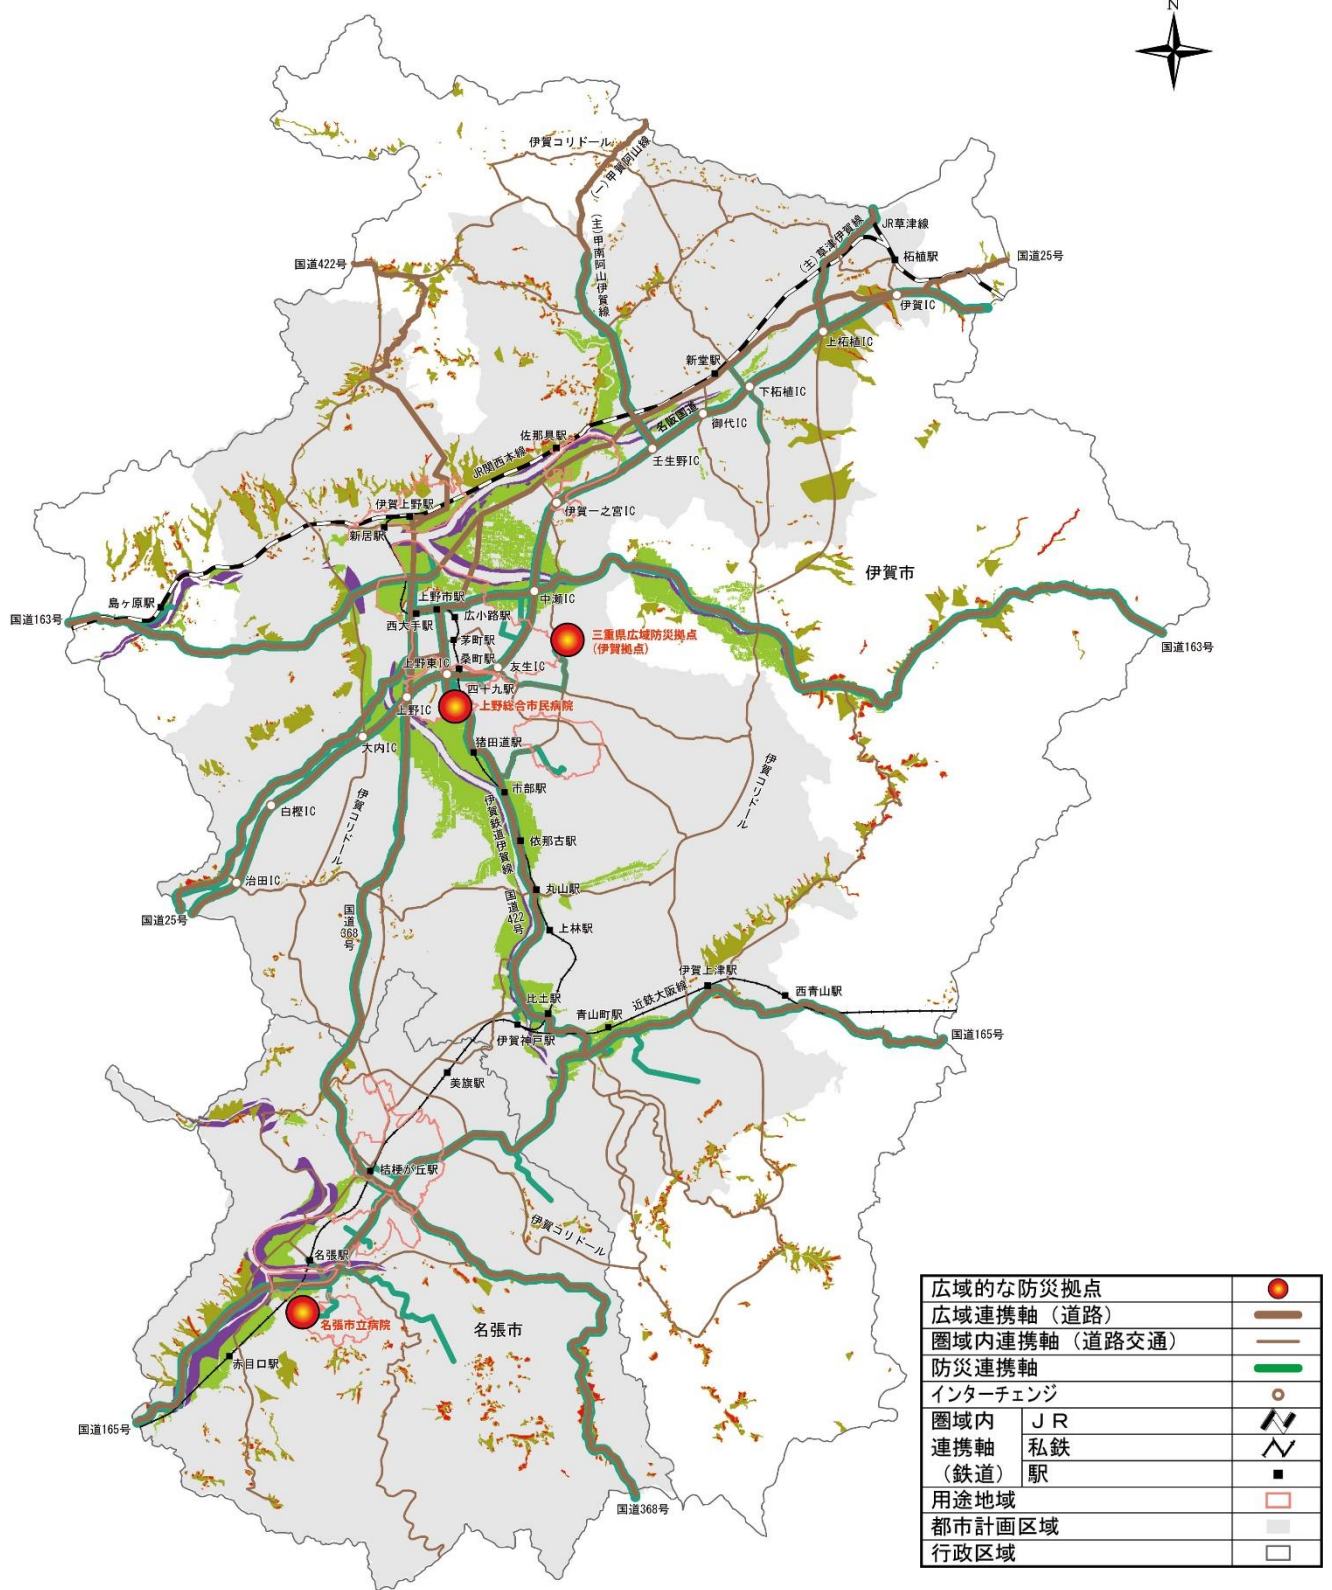 N
伊賀コリドール
(一)甲賀阿山線
(主)甲南阿山伊賀線
(主)草津伊賀線
JR草津線
柘植駅
国道25号
国道422号
伊賀IC
上柘植IC
新堂駅
下柘植IC
名阪国道
御代IC
佐那具駅
JR関西本線
壬生野IC
伊賀上野駅
伊賀一之宮IC
新居駅
伊賀市
島ヶ原駅
上野市駅
中瀬IC
国道163号
西大手駅
広小路駅
茅町駅
三重県広域防災拠点
(伊賀拠点)
国道163号
上野東IC
桑町駅
友生IC
四十九駅
上野IC
上野総合市民病院
大内IC
猪田道駅
伊賀コリドール
市部駅
白樫IC
伊賀コリドール
伊賀鉄道伊賀線
依那古駅
治田IC
丸山駅
国道25号
国道368号
国道422号
上林駅
伊賀上津駅
近鉄大阪線
西青山駅
比土駅
青山町駅
伊賀神戸駅
国道165号
美旗駅
桔梗が丘駅
伊賀コリドール
名張駅
名張市立病院
名張市
赤目口駅
国道165号
国道368号
広域的な防災拠点
広域連携軸（道路）
圏域内連携軸（道路交通）
防災連携軸
インターチェンジ
圏域内 ＪＲ
連携軸 私鉄
（鉄道） 駅
用途地域
都市計画区域
行政区域